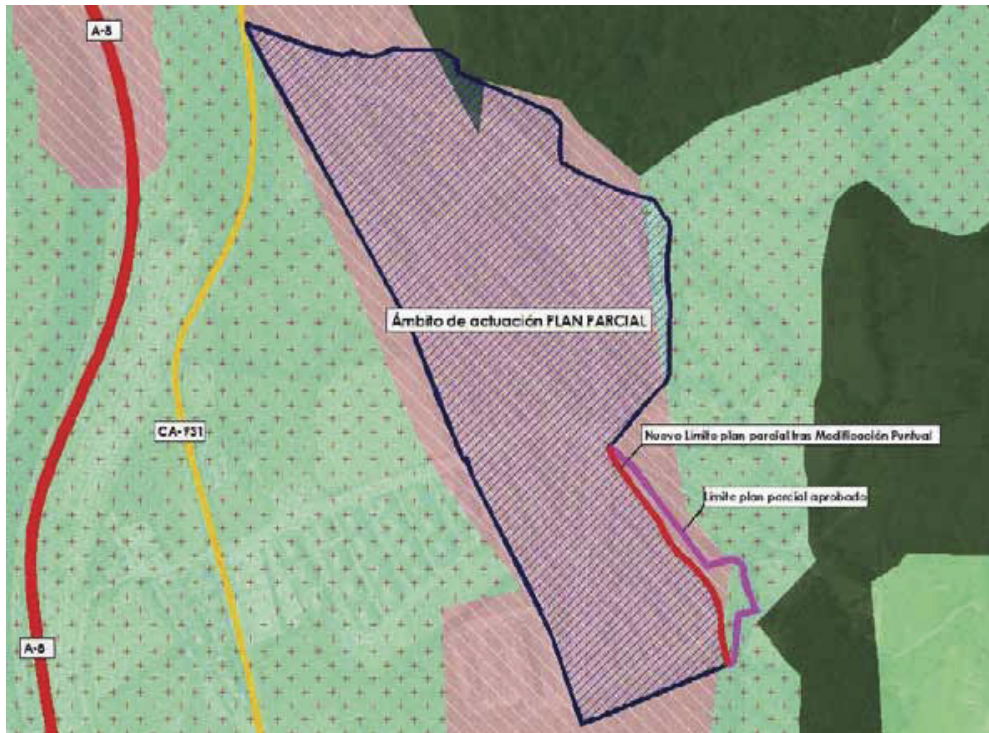 A-8
Ámbito de actuación PLAN PARCIAL
CA-931
Nuevo Límite plan parcial tras Modificación Puntual
Límite plan parcial aprobado
A-8